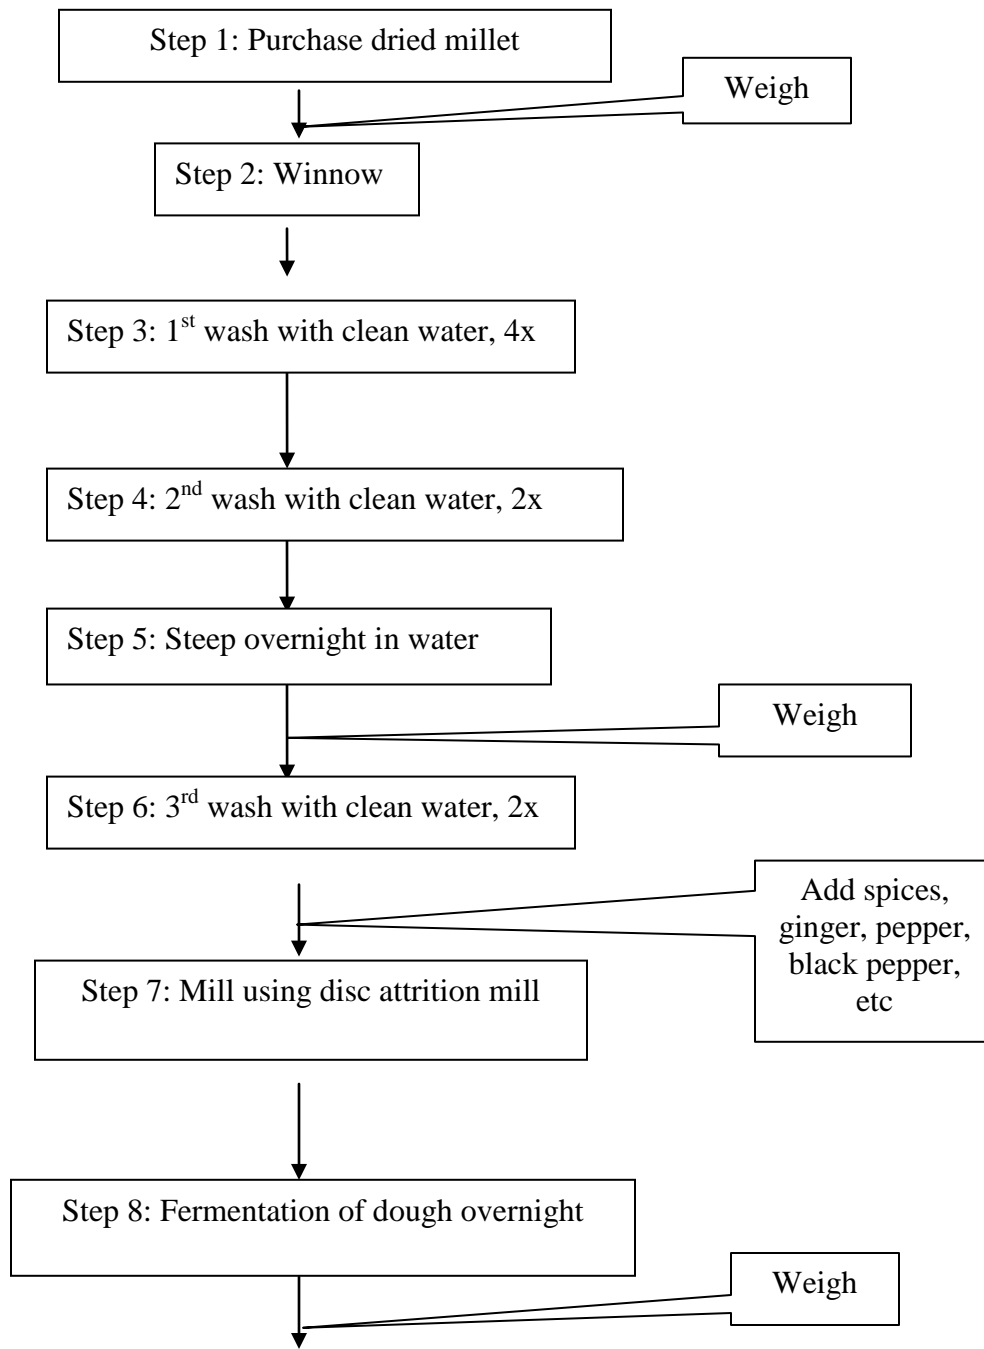 Step 1: Purchase dried millet
Weigh
Step 2: Winnow
Step 3: 1st wash with clean water, 4x
Step 4: 2nd wash with clean water, 2x
Step 5: Steep overnight in water
Weigh
Step 6: 3rd wash with clean water, 2x
Add spices,
ginger, pepper,
black pepper,
etc
Step 7: Mill using disc attrition mill
Step 8: Fermentation of dough overnight
Weigh